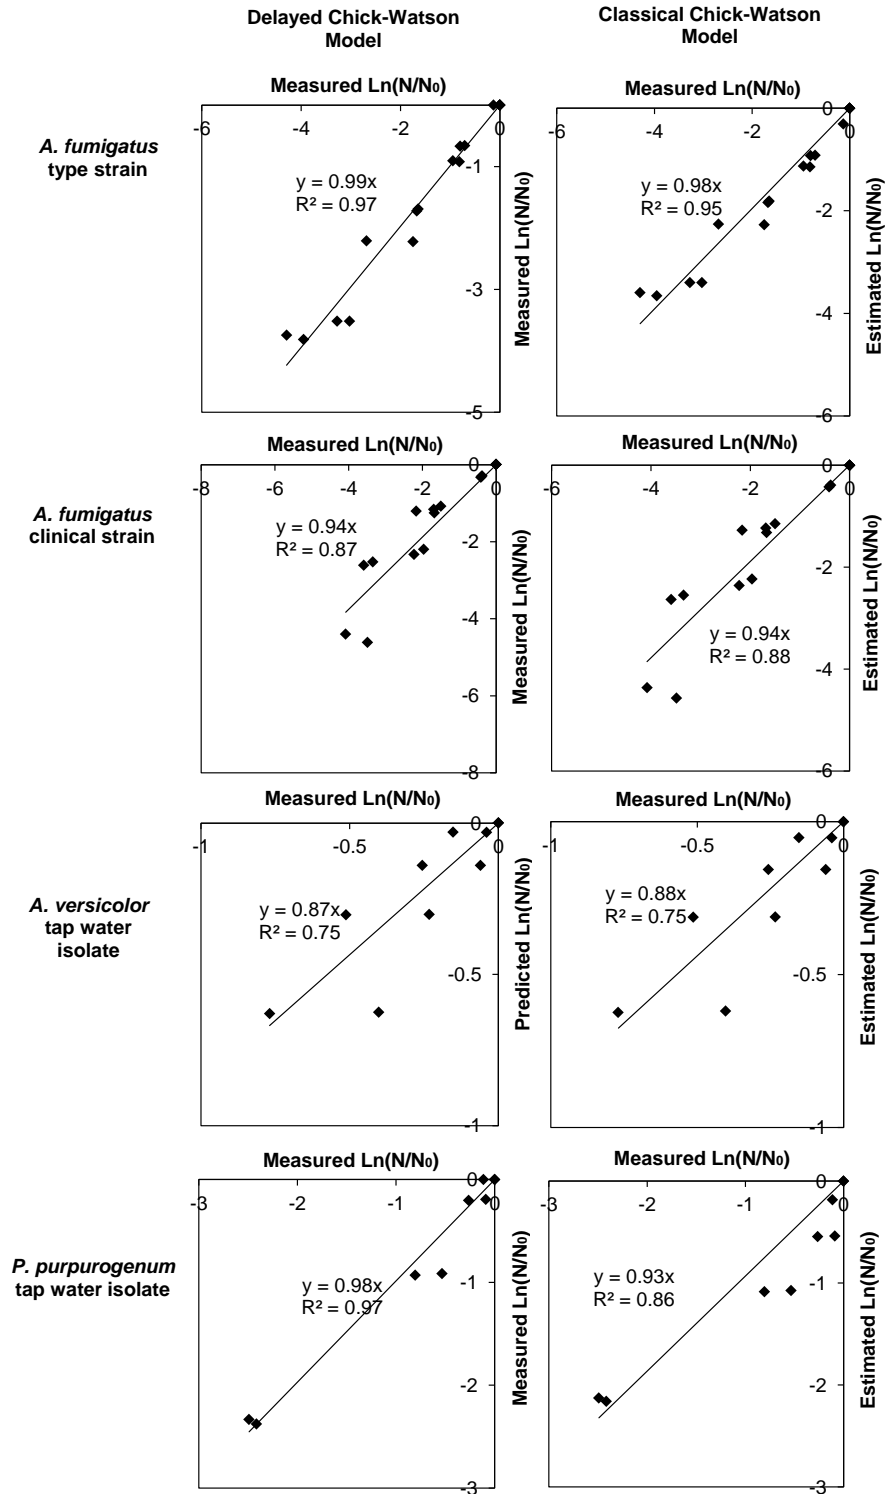 Delayed Chick-Watson
Model
Classical Chick-Watson
Model
A. fumigatus
type strain
Measured Ln(N/N₀)
-6
-4
-2
0
-1
-3
-5
y = 0.99x
R² = 0.97
Measured Ln(N/N₀)
Measured Ln(N/N₀)
-6
-4
-2
0
0
-2
-4
-6
y = 0.98x
R² = 0.95
Estimated Ln(N/N₀)
A. fumigatus
clinical strain
Measured Ln(N/N₀)
-8
-6
-4
-2
0
0
-2
-4
-6
-8
y = 0.94x
R² = 0.87
Measured Ln(N/N₀)
Measured Ln(N/N₀)
-6
-4
-2
0
0
-2
-4
-6
y = 0.94x
R² = 0.88
Estimated Ln(N/N₀)
A. versicolor
tap water
isolate
Measured Ln(N/N₀)
-1
-0.5
0
0
-0.5
-1
y = 0.87x
R² = 0.75
Predicted Ln(N/N₀)
Measured Ln(N/N₀)
-1
-0.5
0
0
-0.5
-1
y = 0.88x
R² = 0.75
Estimated Ln(N/N₀)
P. purpurogenum
tap water isolate
Measured Ln(N/N₀)
-3
-2
-1
0
0
-1
-2
-3
y = 0.98x
R² = 0.97
Measured Ln(N/N₀)
Measured Ln(N/N₀)
-3
-2
-1
0
0
-1
-2
-3
y = 0.93x
R² = 0.86
Estimated Ln(N/N₀)